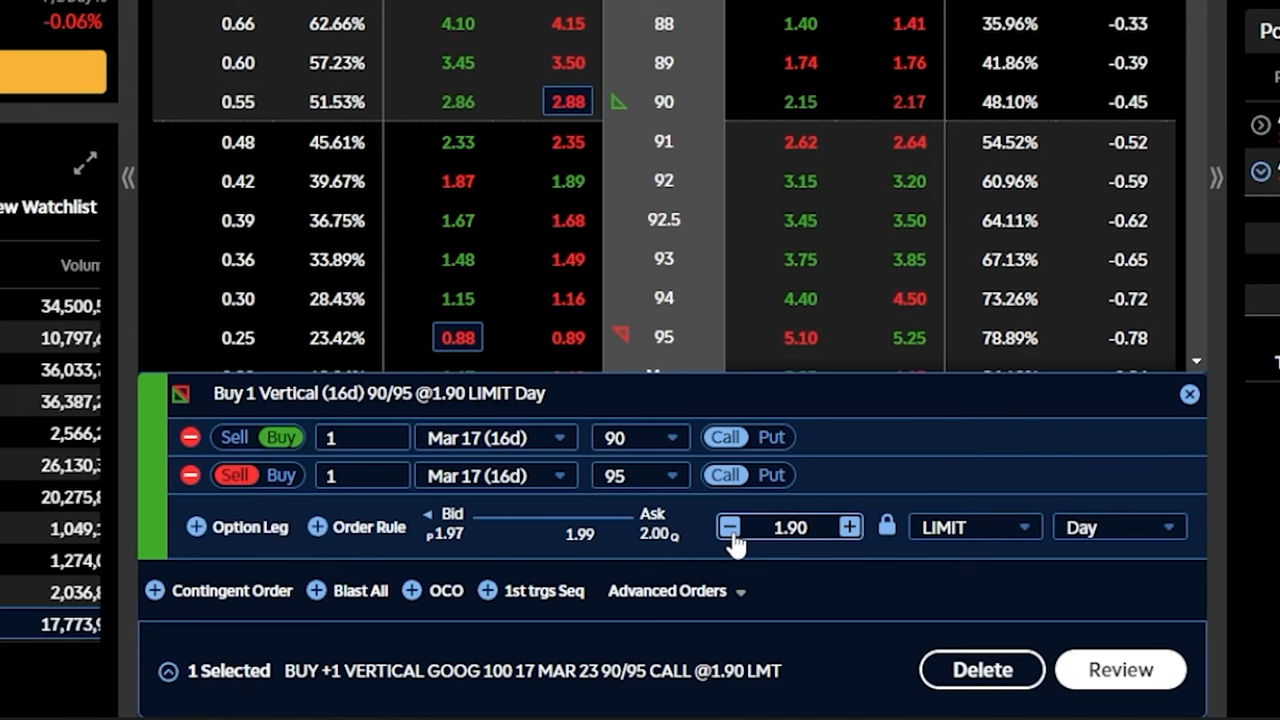 -0.06%
0.66 62.66% 4.10 4.15 88 1.40 1.41 35.96% -0.33
0.60 57.23% 3.45 3.50 89 1.74 1.76 41.86% -0.39
0.55 51.53% 2.86 2.88 90 2.15 2.17 48.10% -0.45
0.48 45.61% 2.33 2.35 91 2.62 2.64 54.52% -0.52
0.42 39.67% 1.87 1.89 92 3.15 3.20 60.96% -0.59
0.39 36.75% 1.67 1.68 92.5 3.45 3.50 64.11% -0.62
0.36 33.89% 1.48 1.49 93 3.75 3.85 67.13% -0.65
0.30 28.43% 1.15 1.16 94 4.40 4.50 73.26% -0.72
0.25 23.42% 0.88 0.89 95 5.10 5.25 78.89% -0.78
ew Watchlist
Volum
34,500,5
10,797,6
36,033,7
36,387,2
2,566,2
26,130,3
20,275,8
1,049,1
1,274,0
2,036,8
17,773,9
Po
Buy 1 Vertical (16d) 90/95 @1.90 LIMIT Day
Sell Buy 1 Mar 17 (16d) 90 Call Put
Sell Buy 1 Mar 17 (16d) 95 Call Put
Option Leg Order Rule Bid P1.97 1.99 Ask 2.00Q 1.90 LIMIT Day
Contingent Order Blast All OCO 1st trgs Seq Advanced Orders
1 Selected BUY +1 VERTICAL GOOG 100 17 MAR 23 90/95 CALL @1.90 LMT Delete Review